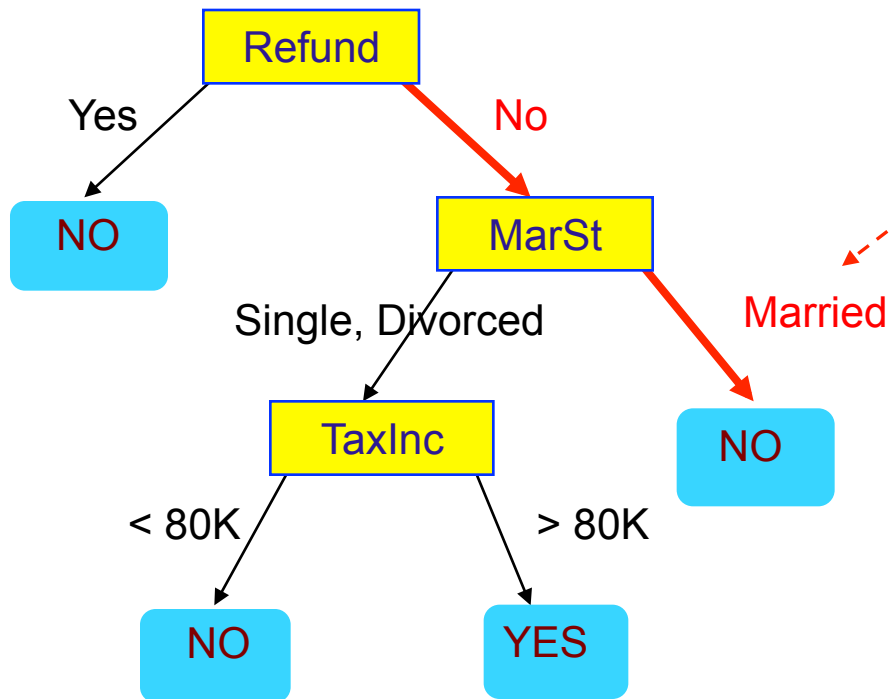 Refund
Yes
No
NO
MarSt
Single, Divorced
Married
TaxInc
NO
< 80K
> 80K
NO
YES